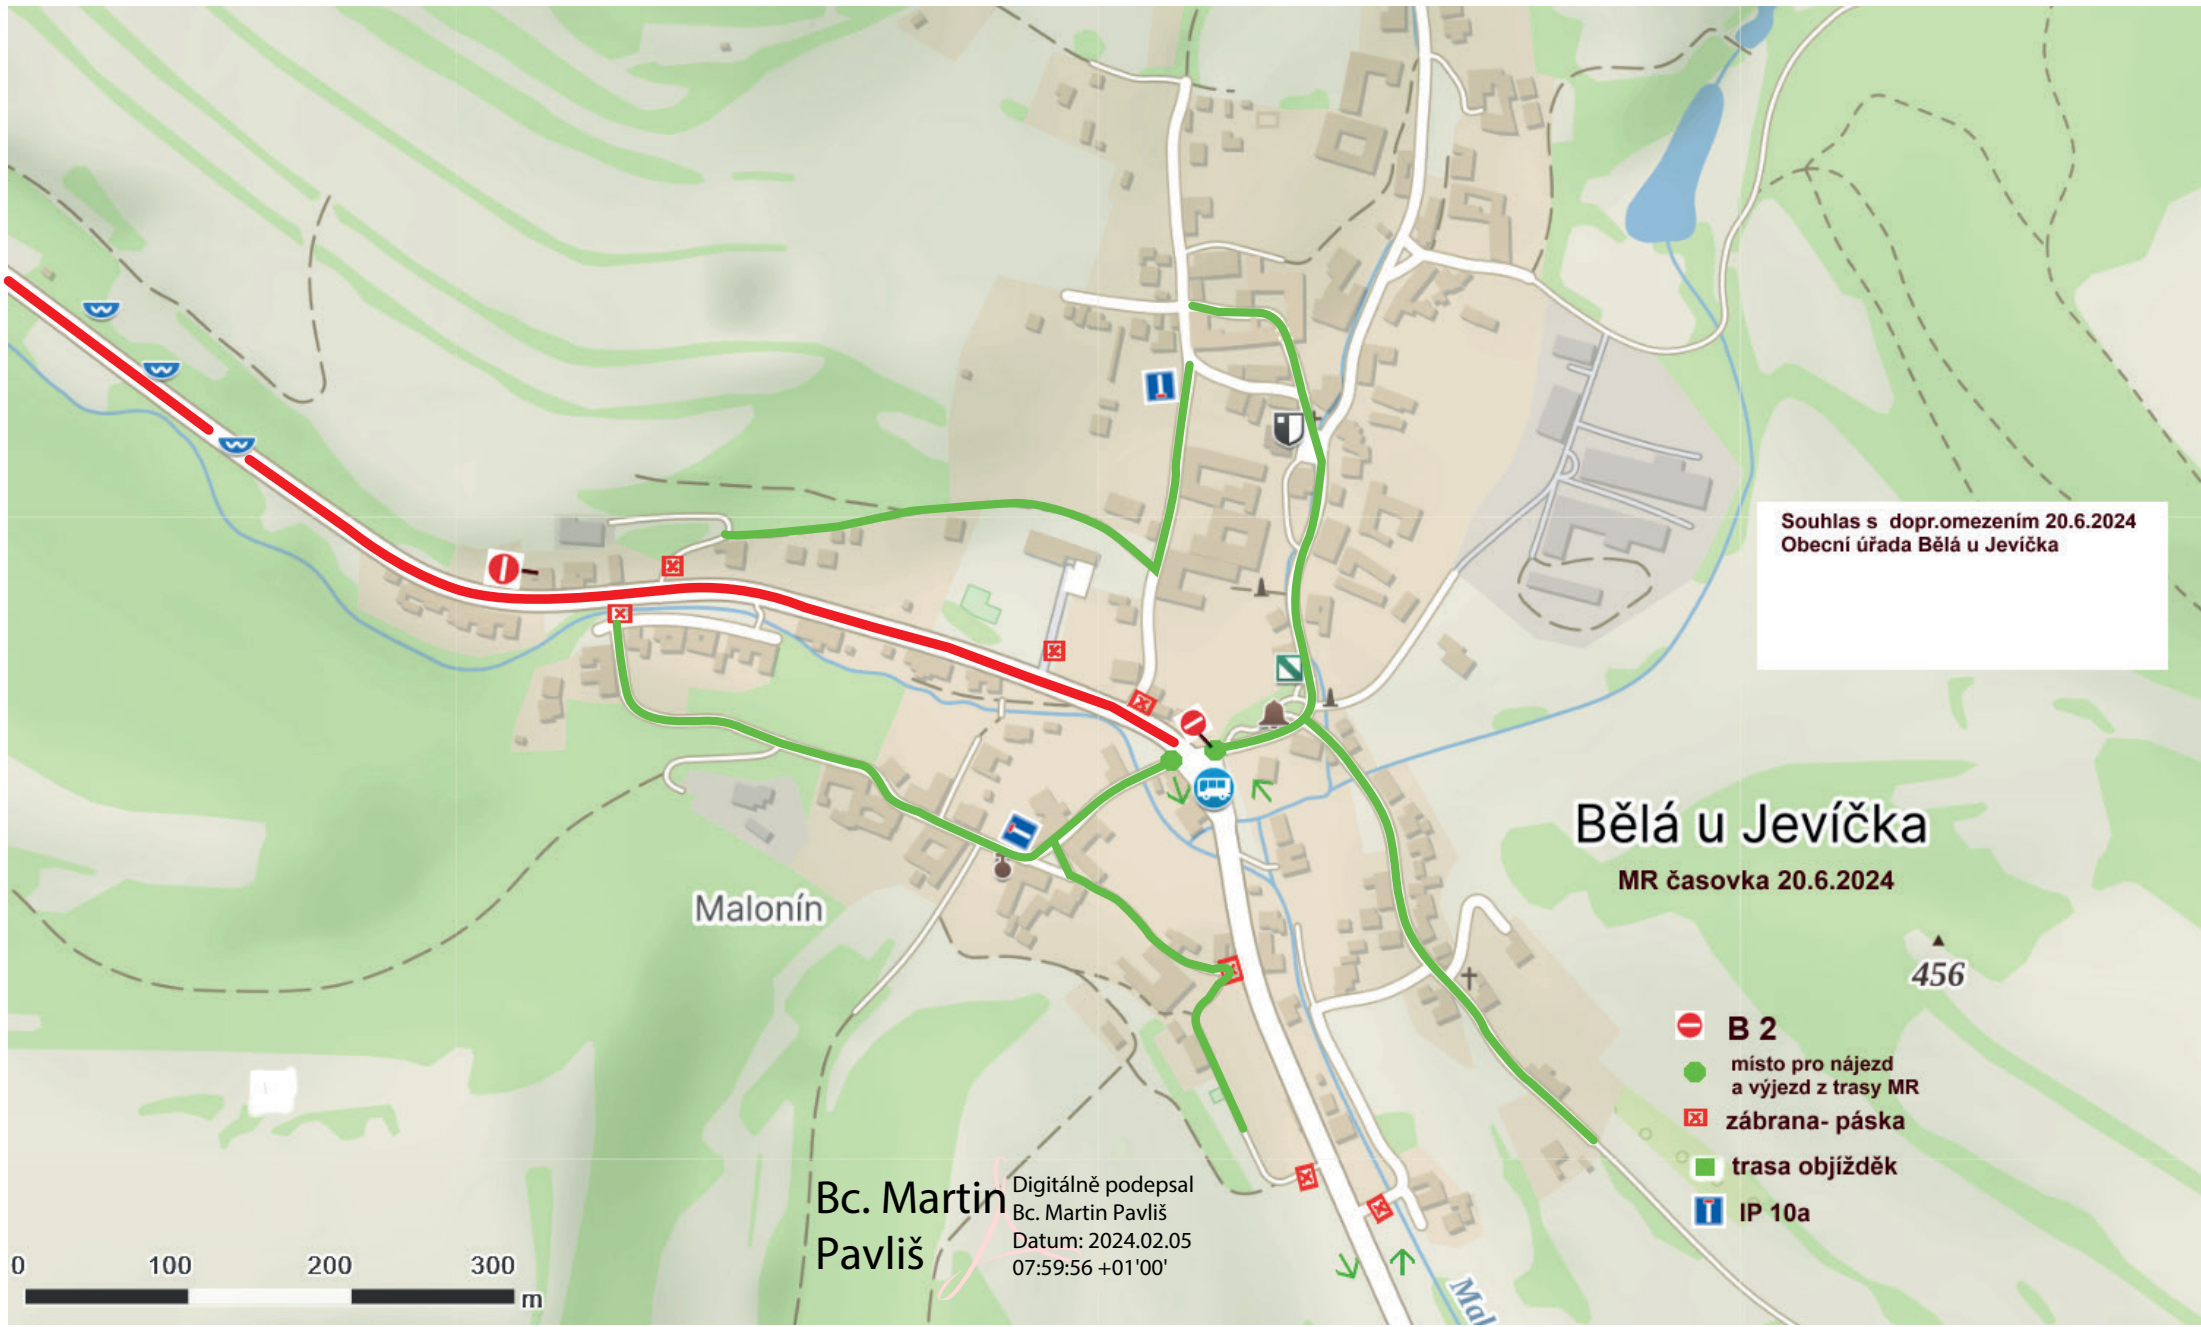 Souhlas s dopr.omezením 20.6.2024
Obecní úřada Bělá u Jevíčka
Bělá u Jevíčka
MR časovka 20.6.2024
Malonín
456
B 2
místo pro nájezd
a výjezd z trasy MR
zábrana- páska
trasa objížděk
IP 10a
Bc. Martin
Pavliš
Digitálně podepsal
Bc. Martin Pavliš
Datum: 2024.02.05
07:59:56 +01'00'
0 100 200 300
m
Mal